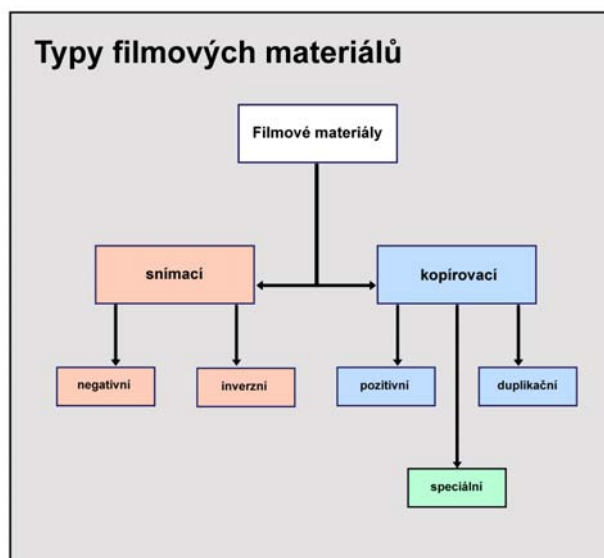 Typy filmových materiálů
Filmové materiály
snímací
kopírovací
negativní
inverzní
pozitivní
duplikační
speciální